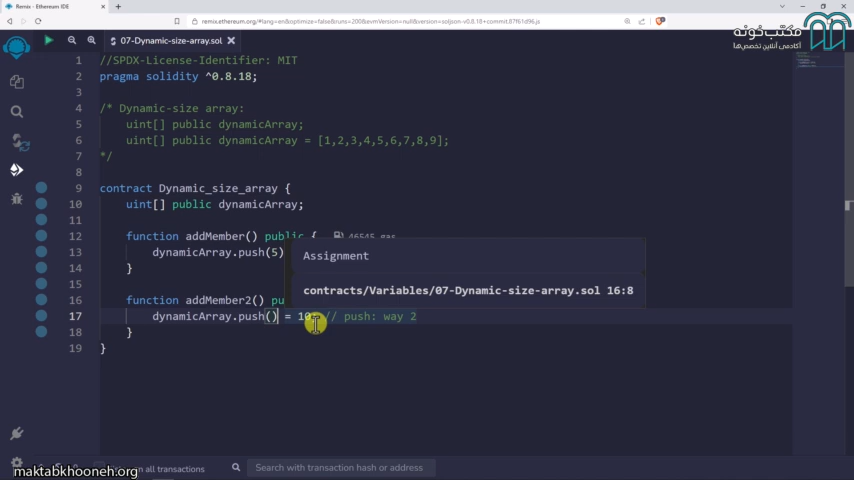 Remix - Ethereum IDE
remix.ethereum.org/#lang=en&optimize=false&runs=200&evmVersion=null&version=soljson-v0.8.18+commit.87f61d96.js
مکتب‌خونه
آکادمی آنلاین تخصص‌ها
07-Dynamic-size-array.sol
1 //SPDX-License-Identifier: MIT
2 pragma solidity ^0.8.18;
3
4 /* Dynamic-size array:
5 uint[] public dynamicArray;
6 uint[] public dynamicArray = [1,2,3,4,5,6,7,8,9];
7 */
8
9 contract Dynamic_size_array {
10 uint[] public dynamicArray;
11
12 function addMember() public { 46545 gas
13 dynamicArray.push(5)
14 }
15
16 function addMember2() pu
17 dynamicArray.push() = 10; // push: way 2
18 }
19 }
Assignment
contracts/Variables/07-Dynamic-size-array.sol 16:8
all transactions
Search with transaction hash or address
maktabkhooneh.org